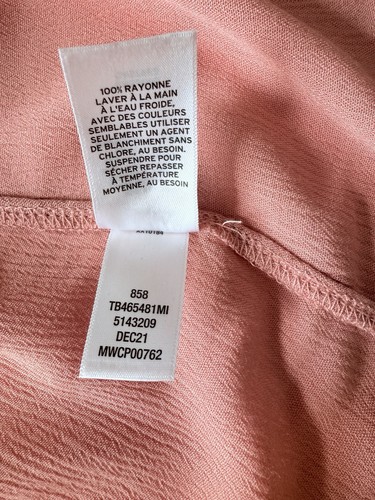 100% RAYONNE
LAVER À LA MAIN
À L'EAU FROIDE,
AVEC DES COULEURS
SEMBLABLES UTILISER
SEULEMENT UN AGENT
DE BLANCHIMENT SANS
CHLORE, AU BESOIN.
SUSPENDRE POUR
SÉCHER REPASSER
À TEMPÉRATURE
MOYENNE, AU BESOIN
858
TB465481MI
5143209
DEC21
MWCP00762